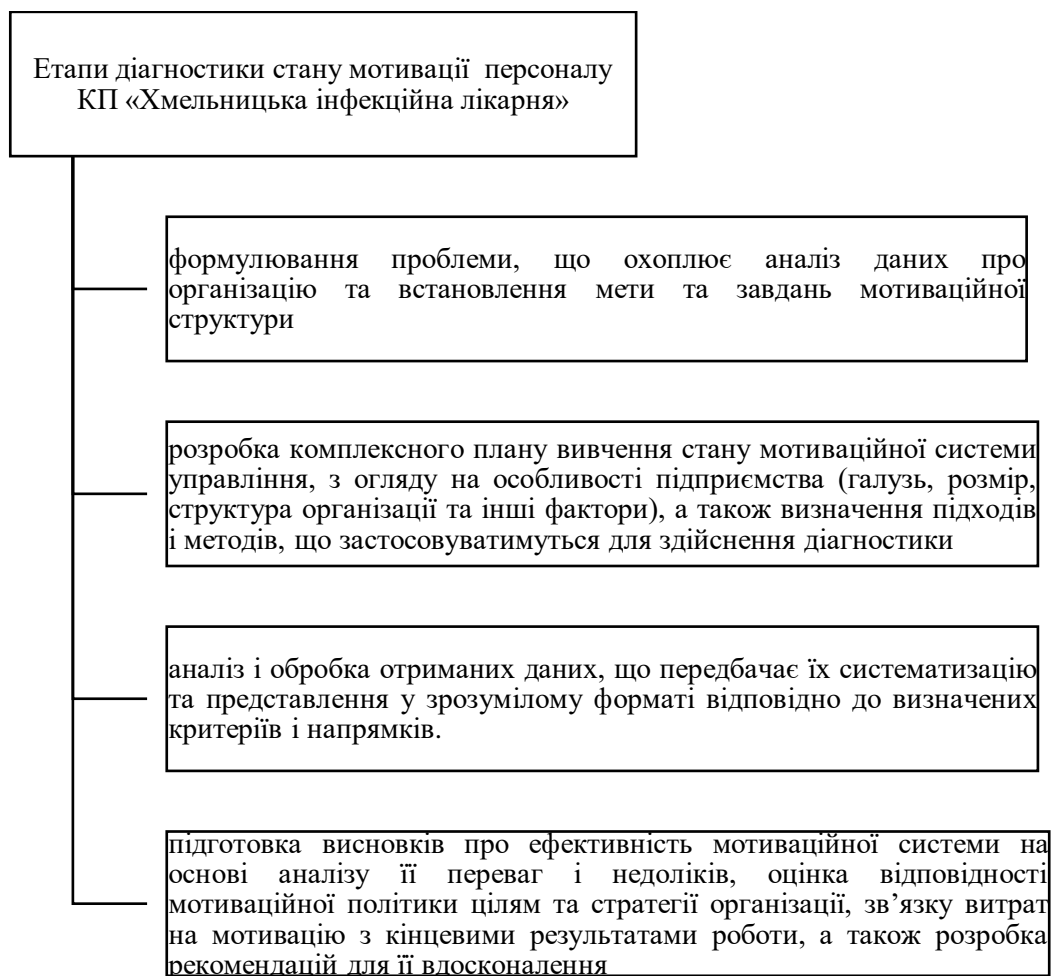 Етапи діагностики стану мотивації персоналу
КП «Хмельницька інфекційна лікарня»
формулювання проблеми, що охоплює аналіз даних про
організацію та встановлення мети та завдань мотиваційної
структури
розробка комплексного плану вивчення стану мотиваційної системи
управління, з огляду на особливості підприємства (галузь, розмір,
структура організації та інші фактори), а також визначення підходів
і методів, що застосовуватимуться для здійснення діагностики
аналіз і обробка отриманих даних, що передбачає їх систематизацію
та представлення у зрозумілому форматі відповідно до визначених
критеріїв і напрямків.
підготовка висновків про ефективність мотиваційної системи на
основі аналізу її переваг і недоліків, оцінка відповідності
мотиваційної політики цілям та стратегії організації, зв’язку витрат
на мотивацію з кінцевими результатами роботи, а також розробка
рекомендацій для її вдосконалення